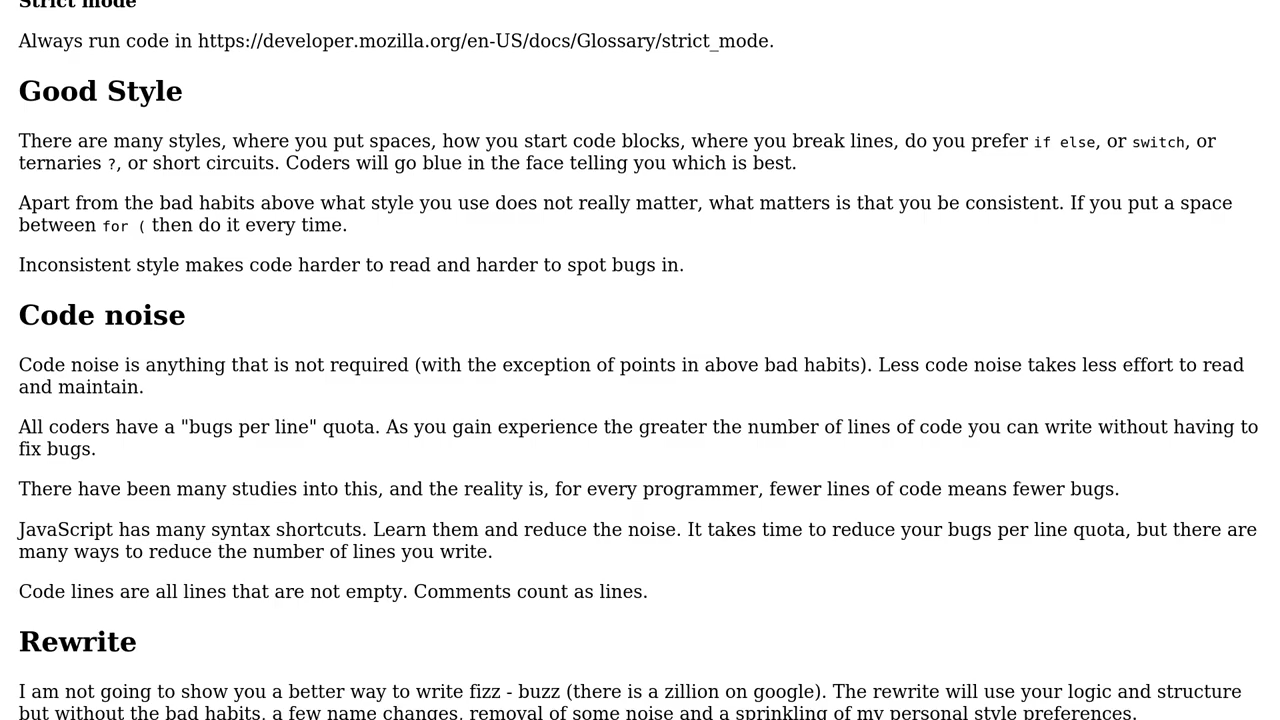 Strict mode
Always run code in https://developer.mozilla.org/en-US/docs/Glossary/strict_mode.
Good Style
There are many styles, where you put spaces, how you start code blocks, where you break lines, do you prefer if else, or switch, or
ternaries ?, or short circuits. Coders will go blue in the face telling you which is best.
Apart from the bad habits above what style you use does not really matter, what matters is that you be consistent. If you put a space
between for ( then do it every time.
Inconsistent style makes code harder to read and harder to spot bugs in.
Code noise
Code noise is anything that is not required (with the exception of points in above bad habits). Less code noise takes less effort to read
and maintain.
All coders have a "bugs per line" quota. As you gain experience the greater the number of lines of code you can write without having to
fix bugs.
There have been many studies into this, and the reality is, for every programmer, fewer lines of code means fewer bugs.
JavaScript has many syntax shortcuts. Learn them and reduce the noise. It takes time to reduce your bugs per line quota, but there are
many ways to reduce the number of lines you write.
Code lines are all lines that are not empty. Comments count as lines.
Rewrite
I am not going to show you a better way to write fizz - buzz (there is a zillion on google). The rewrite will use your logic and structure
but without the bad habits, a few name changes, removal of some noise and a sprinkling of my personal style preferences.